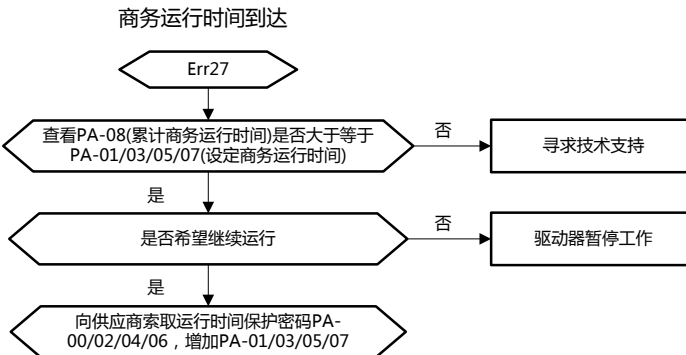 商务运行时间到达
Err27
查看PA-08(累计商务运行时间)是否大于等于
PA-01/03/05/07(设定商务运行时间)
否
寻求技术支持
是
是否希望继续运行
否
驱动器暂停工作
是
向供应商索取运行时间保护密码PA-
00/02/04/06，增加PA-01/03/05/07